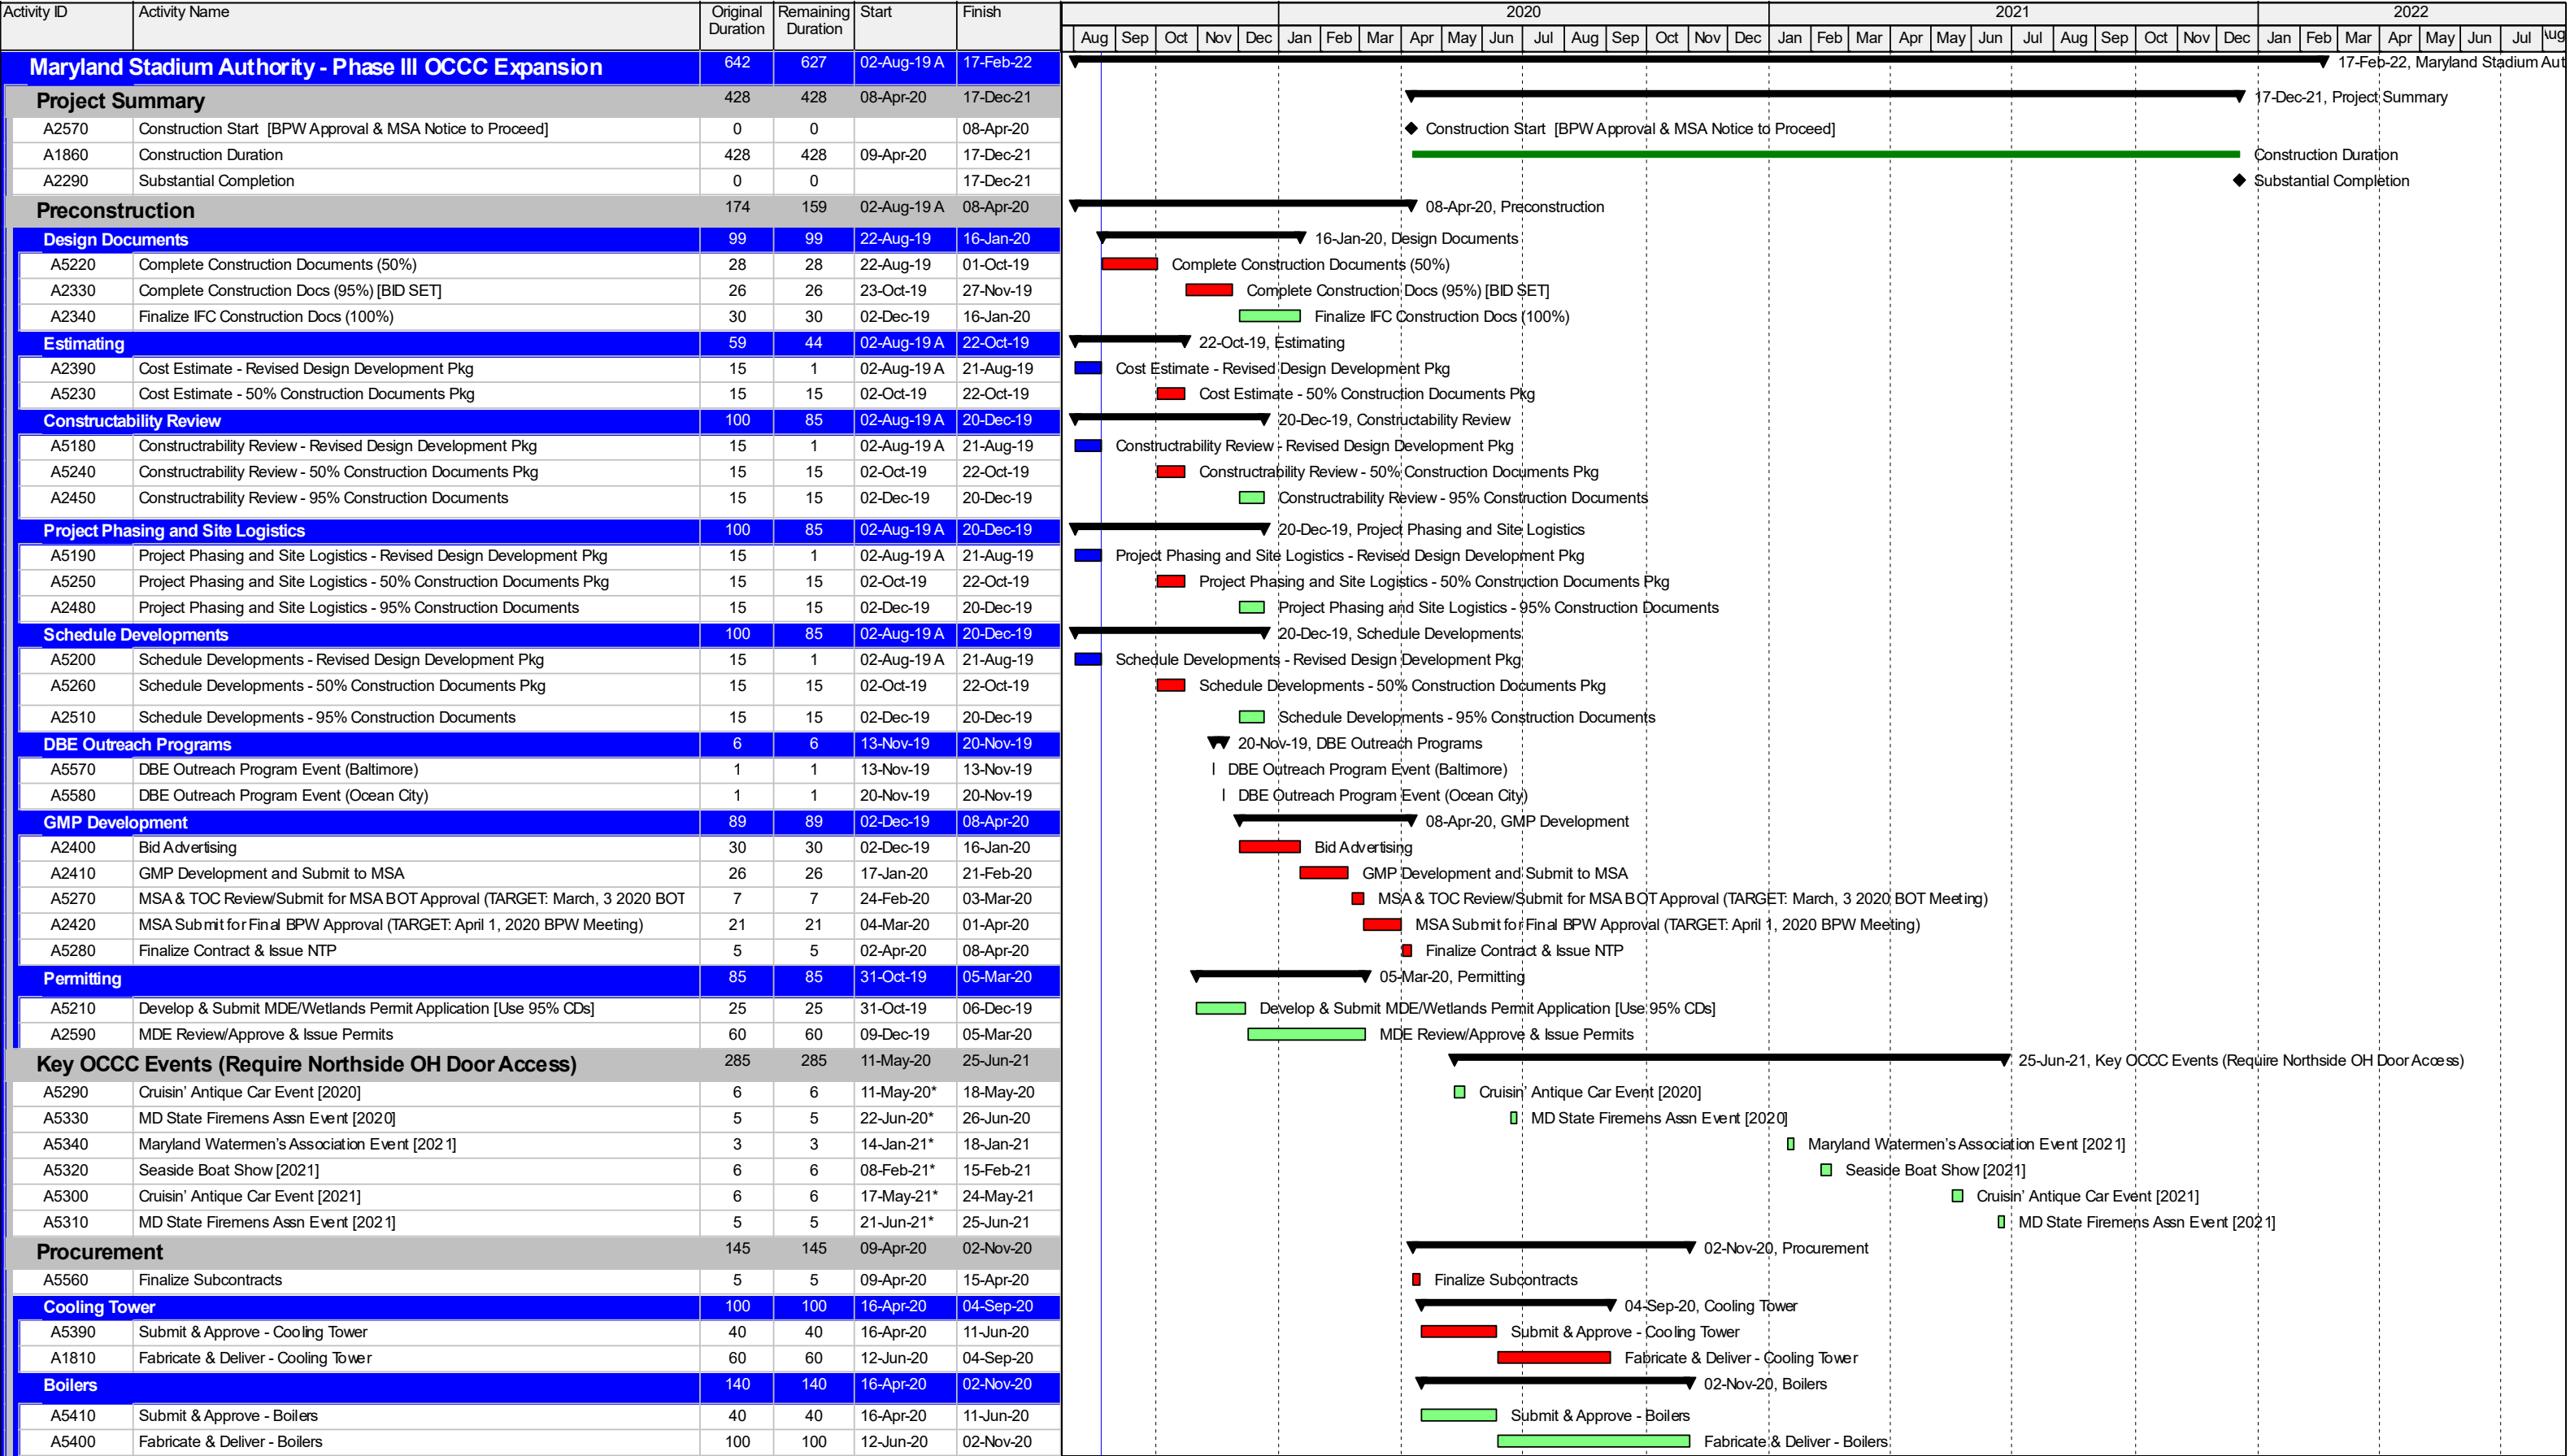 Activity ID Activity Name Original Duration Remaining Duration Start Finish 2020 2021 2022
Aug Sep Oct Nov Dec Jan Feb Mar Apr May Jun Jul Aug Sep Oct Nov Dec Jan Feb Mar Apr May Jun Jul Aug Sep Oct Nov Dec Jan Feb Mar Apr May Jun Jul Aug
Maryland Stadium Authority - Phase III OCCC Expansion 642 627 02-Aug-19 A 17-Feb-22 17-Feb-22, Maryland Stadium Aut
Project Summary 428 428 08-Apr-20 17-Dec-21 17-Dec-21, Project Summary
A2570 Construction Start [BPW Approval & MSA Notice to Proceed] 0 0 08-Apr-20 Construction Start [BPW Approval & MSA Notice to Proceed]
A1860 Construction Duration 428 428 09-Apr-20 17-Dec-21 Construction Duration
A2290 Substantial Completion 0 0 17-Dec-21 Substantial Completion
Preconstruction 174 159 02-Aug-19 A 08-Apr-20 08-Apr-20, Preconstruction
Design Documents 99 99 22-Aug-19 16-Jan-20 16-Jan-20, Design Documents
A5220 Complete Construction Documents (50%) 28 28 22-Aug-19 01-Oct-19 Complete Construction Documents (50%)
A2330 Complete Construction Docs (95%) [BID SET] 26 26 23-Oct-19 27-Nov-19 Complete Construction Docs (95%) [BID SET]
A2340 Finalize IFC Construction Docs (100%) 30 30 02-Dec-19 16-Jan-20 Finalize IFC Construction Docs (100%)
Estimating 59 44 02-Aug-19 A 22-Oct-19 22-Oct-19, Estimating
A2390 Cost Estimate - Revised Design Development Pkg 15 1 02-Aug-19 A 21-Aug-19 Cost Estimate - Revised Design Development Pkg
A5230 Cost Estimate - 50% Construction Documents Pkg 15 15 02-Oct-19 22-Oct-19 Cost Estimate - 50% Construction Documents Pkg
Constructability Review 100 85 02-Aug-19 A 20-Dec-19 20-Dec-19, Constructability Review
A5180 Constructrability Review - Revised Design Development Pkg 15 1 02-Aug-19 A 21-Aug-19 Constructrability Review - Revised Design Development Pkg
A5240 Constructrability Review - 50% Construction Documents Pkg 15 15 02-Oct-19 22-Oct-19 Constructrability Review - 50% Construction Documents Pkg
A2450 Constructrability Review - 95% Construction Documents 15 15 02-Dec-19 20-Dec-19 Constructrability Review - 95% Construction Documents
Project Phasing and Site Logistics 100 85 02-Aug-19 A 20-Dec-19 20-Dec-19, Project Phasing and Site Logistics
A5190 Project Phasing and Site Logistics - Revised Design Development Pkg 15 1 02-Aug-19 A 21-Aug-19 Project Phasing and Site Logistics - Revised Design Development Pkg
A5250 Project Phasing and Site Logistics - 50% Construction Documents Pkg 15 15 02-Oct-19 22-Oct-19 Project Phasing and Site Logistics - 50% Construction Documents Pkg
A2480 Project Phasing and Site Logistics - 95% Construction Documents 15 15 02-Dec-19 20-Dec-19 Project Phasing and Site Logistics - 95% Construction Documents
Schedule Developments 100 85 02-Aug-19 A 20-Dec-19 20-Dec-19, Schedule Developments
A5200 Schedule Developments - Revised Design Development Pkg 15 1 02-Aug-19 A 21-Aug-19 Schedule Developments - Revised Design Development Pkg
A5260 Schedule Developments - 50% Construction Documents Pkg 15 15 02-Oct-19 22-Oct-19 Schedule Developments - 50% Construction Documents Pkg
A2510 Schedule Developments - 95% Construction Documents 15 15 02-Dec-19 20-Dec-19 Schedule Developments - 95% Construction Documents
DBE Outreach Programs 6 6 13-Nov-19 20-Nov-19 20-Nov-19, DBE Outreach Programs
A5570 DBE Outreach Program Event (Baltimore) 1 1 13-Nov-19 13-Nov-19 DBE Outreach Program Event (Baltimore)
A5580 DBE Outreach Program Event (Ocean City) 1 1 20-Nov-19 20-Nov-19 DBE Outreach Program Event (Ocean City)
GMP Development 89 89 02-Dec-19 08-Apr-20 08-Apr-20, GMP Development
A2400 Bid Advertising 30 30 02-Dec-19 16-Jan-20 Bid Advertising
A2410 GMP Development and Submit to MSA 26 26 17-Jan-20 21-Feb-20 GMP Development and Submit to MSA
A5270 MSA & TOC Review/Submit for MSA BOT Approval (TARGET: March, 3 2020 BOT 7 7 24-Feb-20 03-Mar-20 MSA & TOC Review/Submit for MSA BOT Approval (TARGET: March, 3 2020 BOT Meeting)
A2420 MSA Submit for Final BPW Approval (TARGET: April 1, 2020 BPW Meeting) 21 21 04-Mar-20 01-Apr-20 MSA Submit for Final BPW Approval (TARGET: April 1, 2020 BPW Meeting)
A5280 Finalize Contract & Issue NTP 5 5 02-Apr-20 08-Apr-20 Finalize Contract & Issue NTP
Permitting 85 85 31-Oct-19 05-Mar-20 05-Mar-20, Permitting
A5210 Develop & Submit MDE/Wetlands Permit Application [Use 95% CDs] 25 25 31-Oct-19 06-Dec-19 Develop & Submit MDE/Wetlands Permit Application [Use 95% CDs]
A2590 MDE Review/Approve & Issue Permits 60 60 09-Dec-19 05-Mar-20 MDE Review/Approve & Issue Permits
Key OCCC Events (Require Northside OH Door Access) 285 285 11-May-20 25-Jun-21 25-Jun-21, Key OCCC Events (Require Northside OH Door Access)
A5290 Cruisin' Antique Car Event [2020] 6 6 11-May-20* 18-May-20 Cruisin' Antique Car Event [2020]
A5330 MD State Firemens Assn Event [2020] 5 5 22-Jun-20* 26-Jun-20 MD State Firemens Assn Event [2020]
A5340 Maryland Watermen's Association Event [2021] 3 3 14-Jan-21* 18-Jan-21 Maryland Watermen's Association Event [2021]
A5320 Seaside Boat Show [2021] 6 6 08-Feb-21* 15-Feb-21 Seaside Boat Show [2021]
A5300 Cruisin' Antique Car Event [2021] 6 6 17-May-21* 24-May-21 Cruisin' Antique Car Event [2021]
A5310 MD State Firemens Assn Event [2021] 5 5 21-Jun-21* 25-Jun-21 MD State Firemens Assn Event [2021]
Procurement 145 145 09-Apr-20 02-Nov-20 02-Nov-20, Procurement
A5560 Finalize Subcontracts 5 5 09-Apr-20 15-Apr-20 Finalize Subcontracts
Cooling Tower 100 100 16-Apr-20 04-Sep-20 04-Sep-20, Cooling Tower
A5390 Submit & Approve - Cooling Tower 40 40 16-Apr-20 11-Jun-20 Submit & Approve - Cooling Tower
A1810 Fabricate & Deliver - Cooling Tower 60 60 12-Jun-20 04-Sep-20 Fabricate & Deliver - Cooling Tower
Boilers 140 140 16-Apr-20 02-Nov-20 02-Nov-20, Boilers
A5410 Submit & Approve - Boilers 40 40 16-Apr-20 11-Jun-20 Submit & Approve - Boilers
A5400 Fabricate & Deliver - Boilers 100 100 12-Jun-20 02-Nov-20 Fabricate & Deliver - Boilers